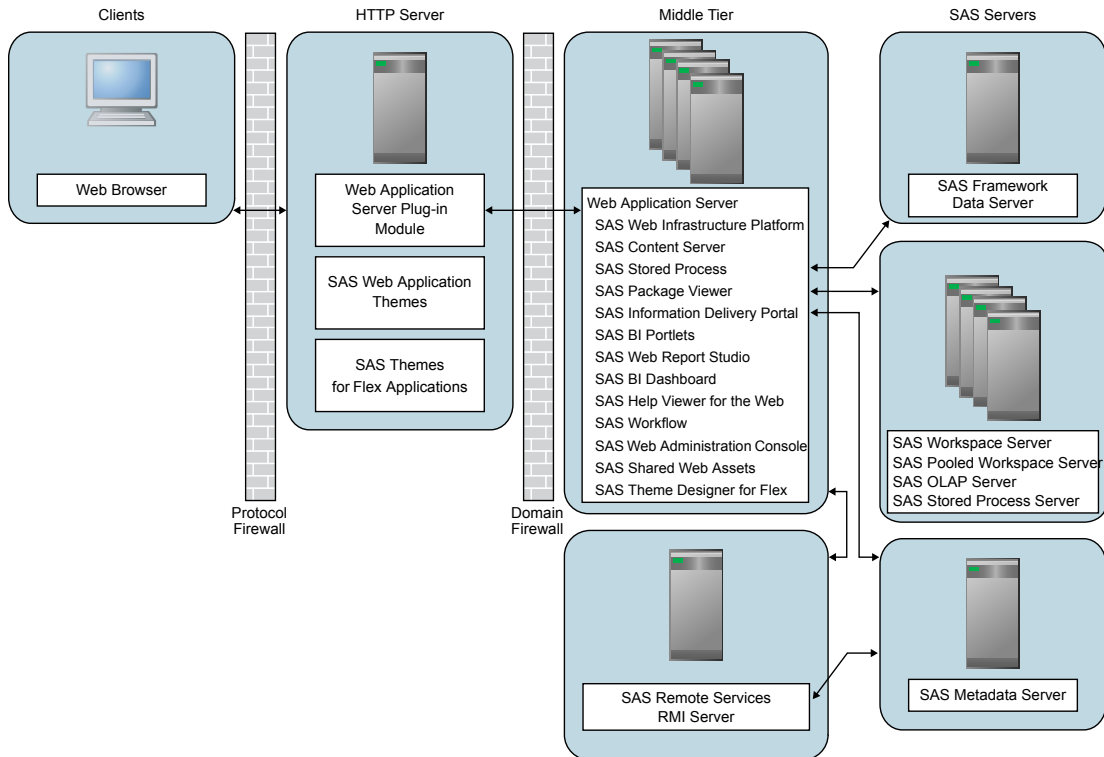 Clients
HTTP Server
Middle Tier
SAS Servers
Web Browser
Protocol
Firewall
Web Application
Server Plug-in
Module
SAS Web Application
Themes
SAS Themes
for Flex Applications
Domain
Firewall
Web Application Server
SAS Web Infrastructure Platform
SAS Content Server
SAS Stored Process
SAS Package Viewer
SAS Information Delivery Portal
SAS BI Portlets
SAS Web Report Studio
SAS BI Dashboard
SAS Help Viewer for the Web
SAS Workflow
SAS Web Administration Console
SAS Shared Web Assets
SAS Theme Designer for Flex
SAS Remote Services
RMI Server
SAS Framework
Data Server
SAS Workspace Server
SAS Pooled Workspace Server
SAS OLAP Server
SAS Stored Process Server
SAS Metadata Server